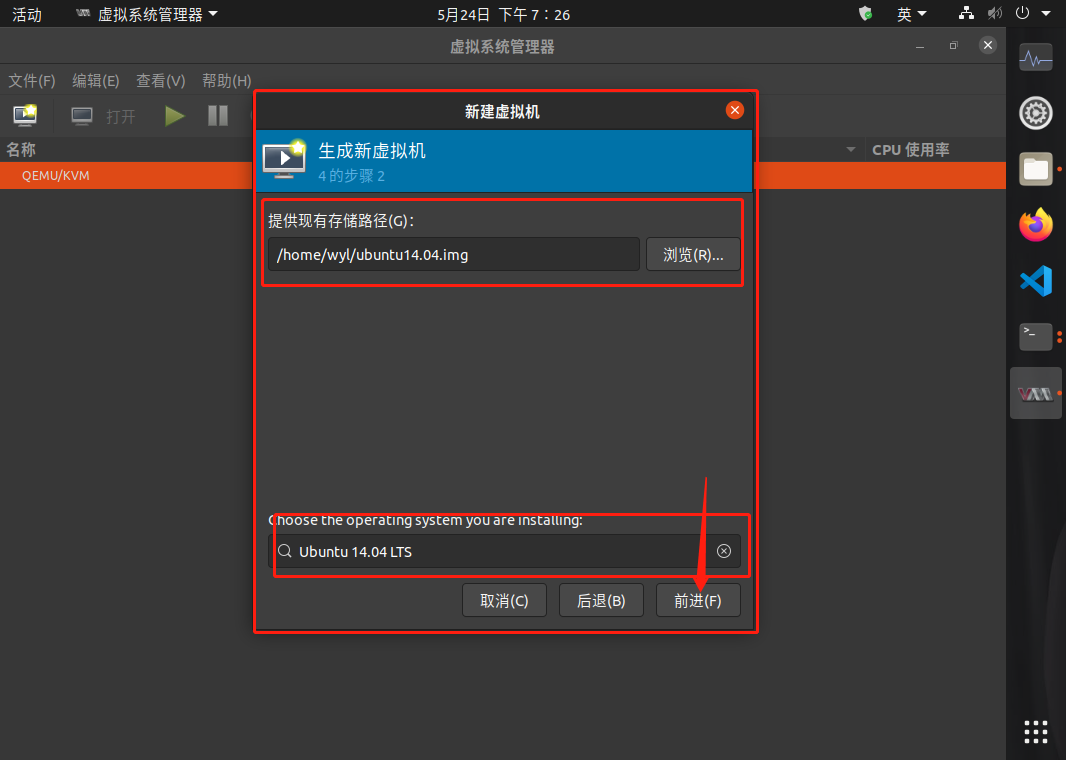 活动 虚拟系统管理器 5月24日 下午 7：26 英
虚拟系统管理器
文件(F) 编辑(E) 查看(V) 帮助(H)
打开
名称 CPU 使用率
QEMU/KVM
新建虚拟机
生成新虚拟机
4 的步骤 2
提供现有存储路径(G)：
/home/wyl/ubuntu14.04.img 浏览(R)...
Choose the operating system you are installing:
Ubuntu 14.04 LTS
取消(C) 后退(B) 前进(F)